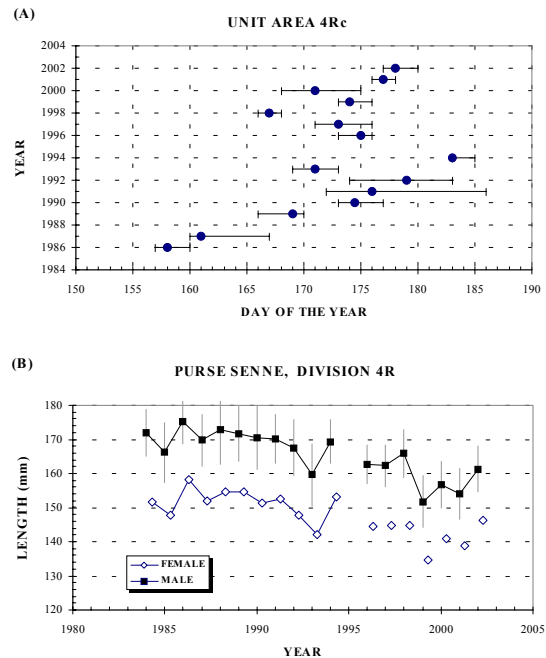 (A)
UNIT AREA 4Rc
YEAR
2004
2002
2000
1998
1996
1994
1992
1990
1988
1986
1984
150 155 160 165 170 175 180 185 190
DAY OF THE YEAR
(B)
PURSE SENNE, DIVISION 4R
LENGTH (mm)
180
170
160
150
140
130
120
FEMALE
MALE
1980 1985 1990 1995 2000 2005
YEAR